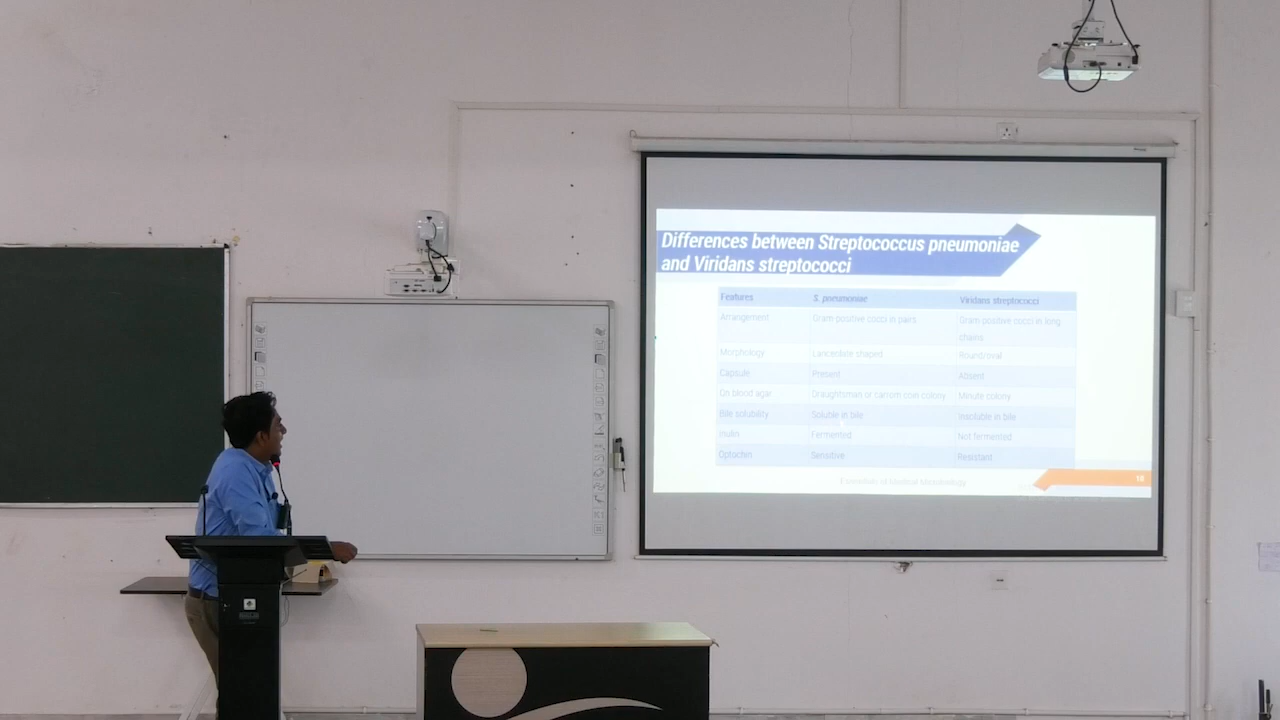 Differences between Streptococcus pneumoniae
and Viridans streptococci
Features S. pneumoniae Viridans streptococci
Arrangement Gram-positive cocci in pairs Gram-positive cocci in long
chains
Morphology Lanceolate shaped Round/oval
Capsule Present Absent
On blood agar Draughtsman or carrom coin colony Minute colony
Bile solubility Soluble in bile Insoluble in bile
Inulin Fermented Not fermented
Optochin Sensitive Resistant
Essentials of Medical Microbiology